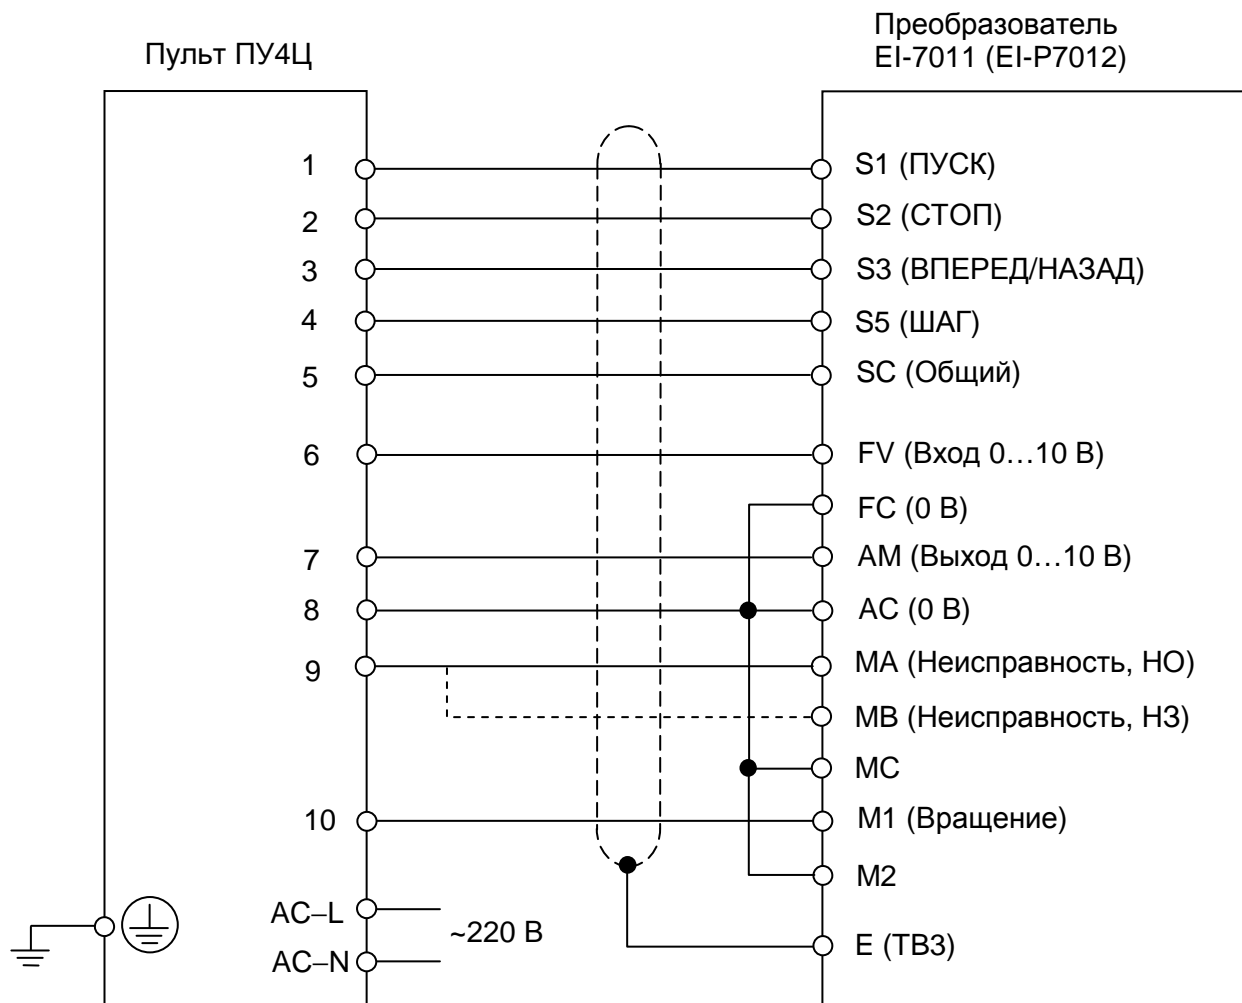 Преобразователь
EI-7011 (EI-P7012)
Пульт ПУ4Ц
1
S1 (ПУСК)
2
S2 (СТОП)
3
S3 (ВПЕРЕД/НАЗАД)
4
S5 (ШАГ)
5
SC (Общий)
6
FV (Вход 0…10 В)
FC (0 В)
7
AM (Выход 0…10 В)
8
AC (0 В)
9
MA (Неисправность, НО)
MB (Неисправность, НЗ)
MC
10
M1 (Вращение)
M2
AC–L
~220 В
AC–N
E (TB3)